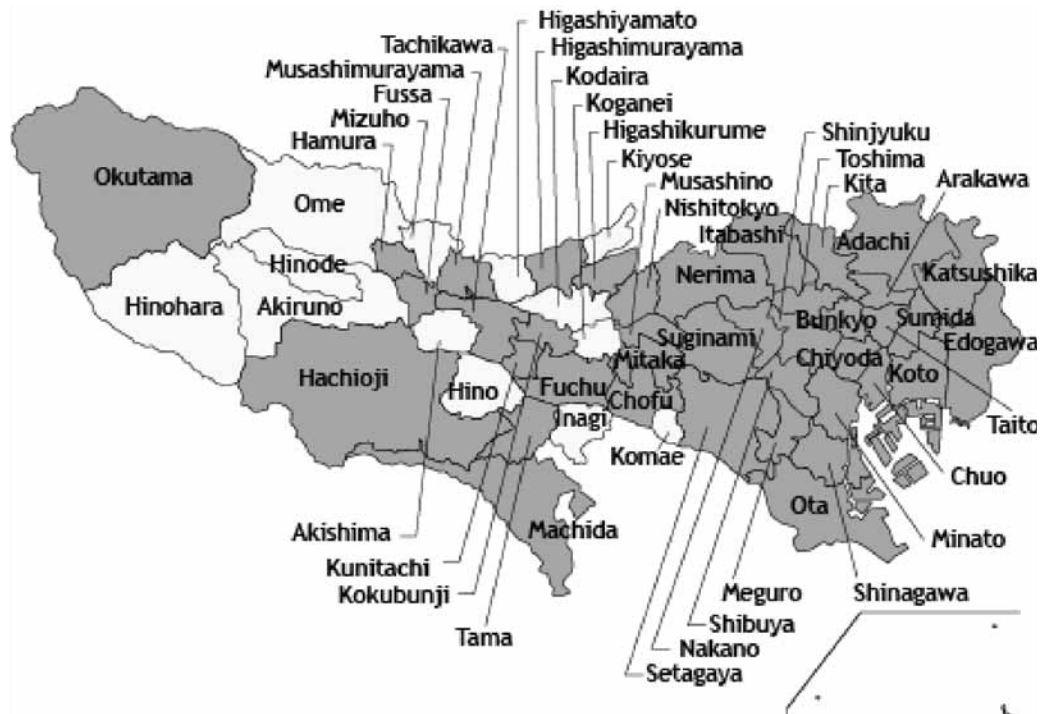 Higashiyamato
Tachikawa
Higashimurayama
Musashimurayama
Kodaira
Fussa
Koganei
Mizuho
Higashikurume
Shinjyuku
Hamura
Kiyose
Toshima
Okutama
Musashino
Kita
Arakawa
Ome
Nishitokyo
Itabashi
Adachi
Hinode
Nerima
Katsushika
Hinohara
Akiruno
Bunkyo
Sumida
Suginami
Edogawa
Hachioji
Mitaka
Chiyoda
Koto
Hino
Fuchu
Chofu
Inagi
Taito
Komae
Chuo
Ota
Akishima
Machida
Minato
Kunitachi
Kokubunji
Meguro
Shinagawa
Tama
Shibuya
Nakano
Setagaya